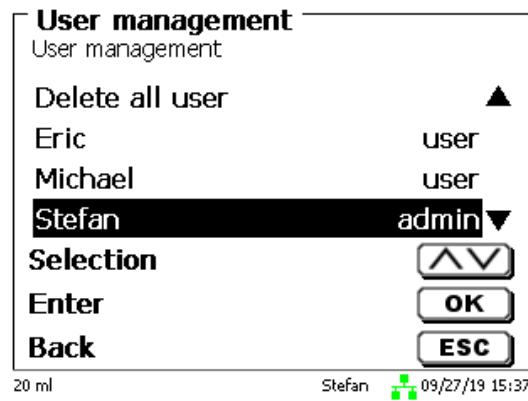 User management
User management
Delete all user
Eric user
Michael user
Stefan admin
Selection
Enter OK
Back ESC
20 ml Stefan 09/27/19 15:37